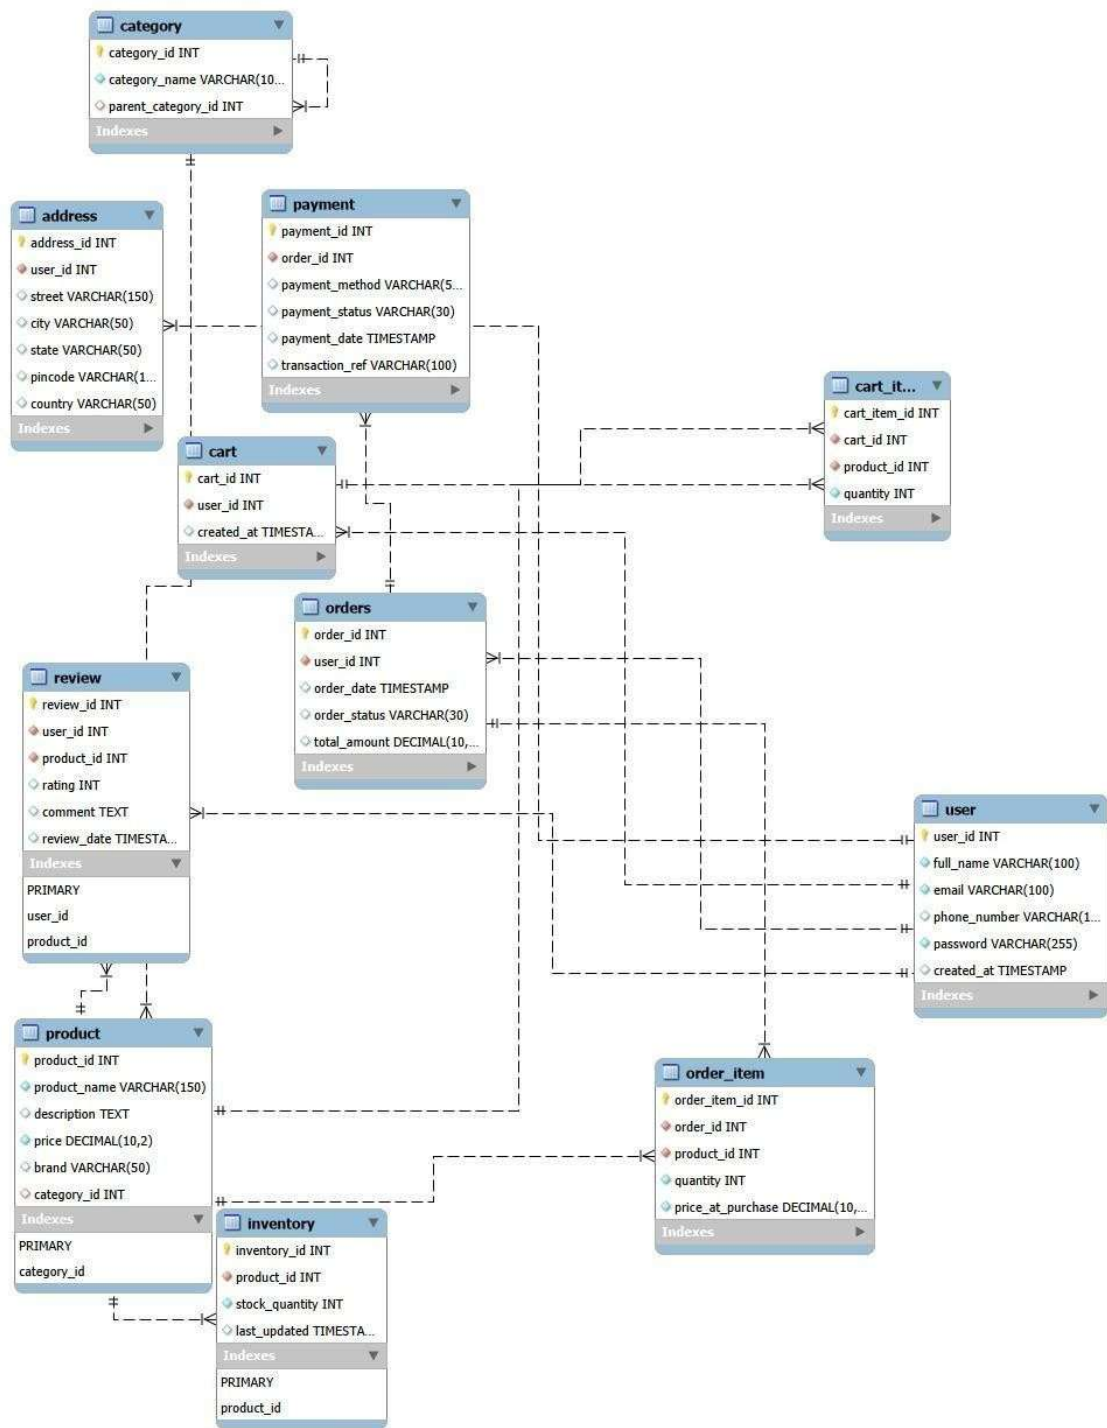 category
category_id INT
category_name VARCHAR(10...
parent_category_id INT
Indexes
address
address_id INT
user_id INT
street VARCHAR(150)
city VARCHAR(50)
state VARCHAR(50)
pincode VARCHAR(1...
country VARCHAR(50)
Indexes
payment
payment_id INT
order_id INT
payment_method VARCHAR(5...
payment_status VARCHAR(30)
payment_date TIMESTAMP
transaction_ref VARCHAR(100)
Indexes
cart_it...
cart_item_id INT
cart_id INT
product_id INT
quantity INT
Indexes
cart
cart_id INT
user_id INT
created_at TIMESTA...
Indexes
orders
order_id INT
user_id INT
order_date TIMESTAMP
order_status VARCHAR(30)
total_amount DECIMAL(10,...
Indexes
review
review_id INT
user_id INT
product_id INT
rating INT
comment TEXT
review_date TIMESTA...
Indexes
PRIMARY
user_id
product_id
user
user_id INT
full_name VARCHAR(100)
email VARCHAR(100)
phone_number VARCHAR(1...
password VARCHAR(255)
created_at TIMESTAMP
Indexes
product
product_id INT
product_name VARCHAR(150)
description TEXT
price DECIMAL(10,2)
brand VARCHAR(50)
category_id INT
Indexes
PRIMARY
category_id
order_item
order_item_id INT
order_id INT
product_id INT
quantity INT
price_at_purchase DECIMAL(10,...
Indexes
inventory
inventory_id INT
product_id INT
stock_quantity INT
last_updated TIMESTA...
Indexes
PRIMARY
product_id